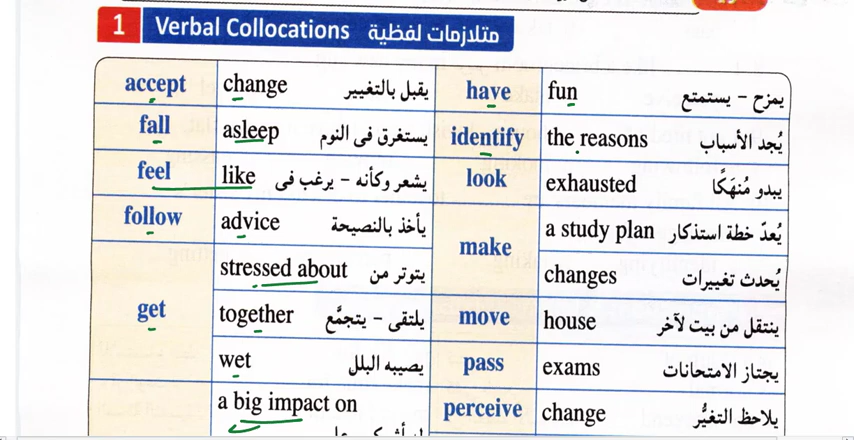 1 Verbal Collocations متلازمات لفظية
accept change يقبل بالتغيير
fall asleep يستغرق فى النوم
feel like يشعر وكأنه – يرغب فى
follow advice يأخذ بالنصيحة
get
stressed about يتوتر من
together يلتقى – يتجمَّع
wet يصيبه البلل
a big impact on
have fun يمزح – يستمتع
identify the reasons يُجد الأسباب
look exhausted يبدو مُنهَكًا
make
a study plan يُعدّ خطة استذكار
changes يُحدث تغييرات
move house ينتقل من بيت لآخر
pass exams يجتاز الامتحانات
perceive change يلاحظ التغيُّر